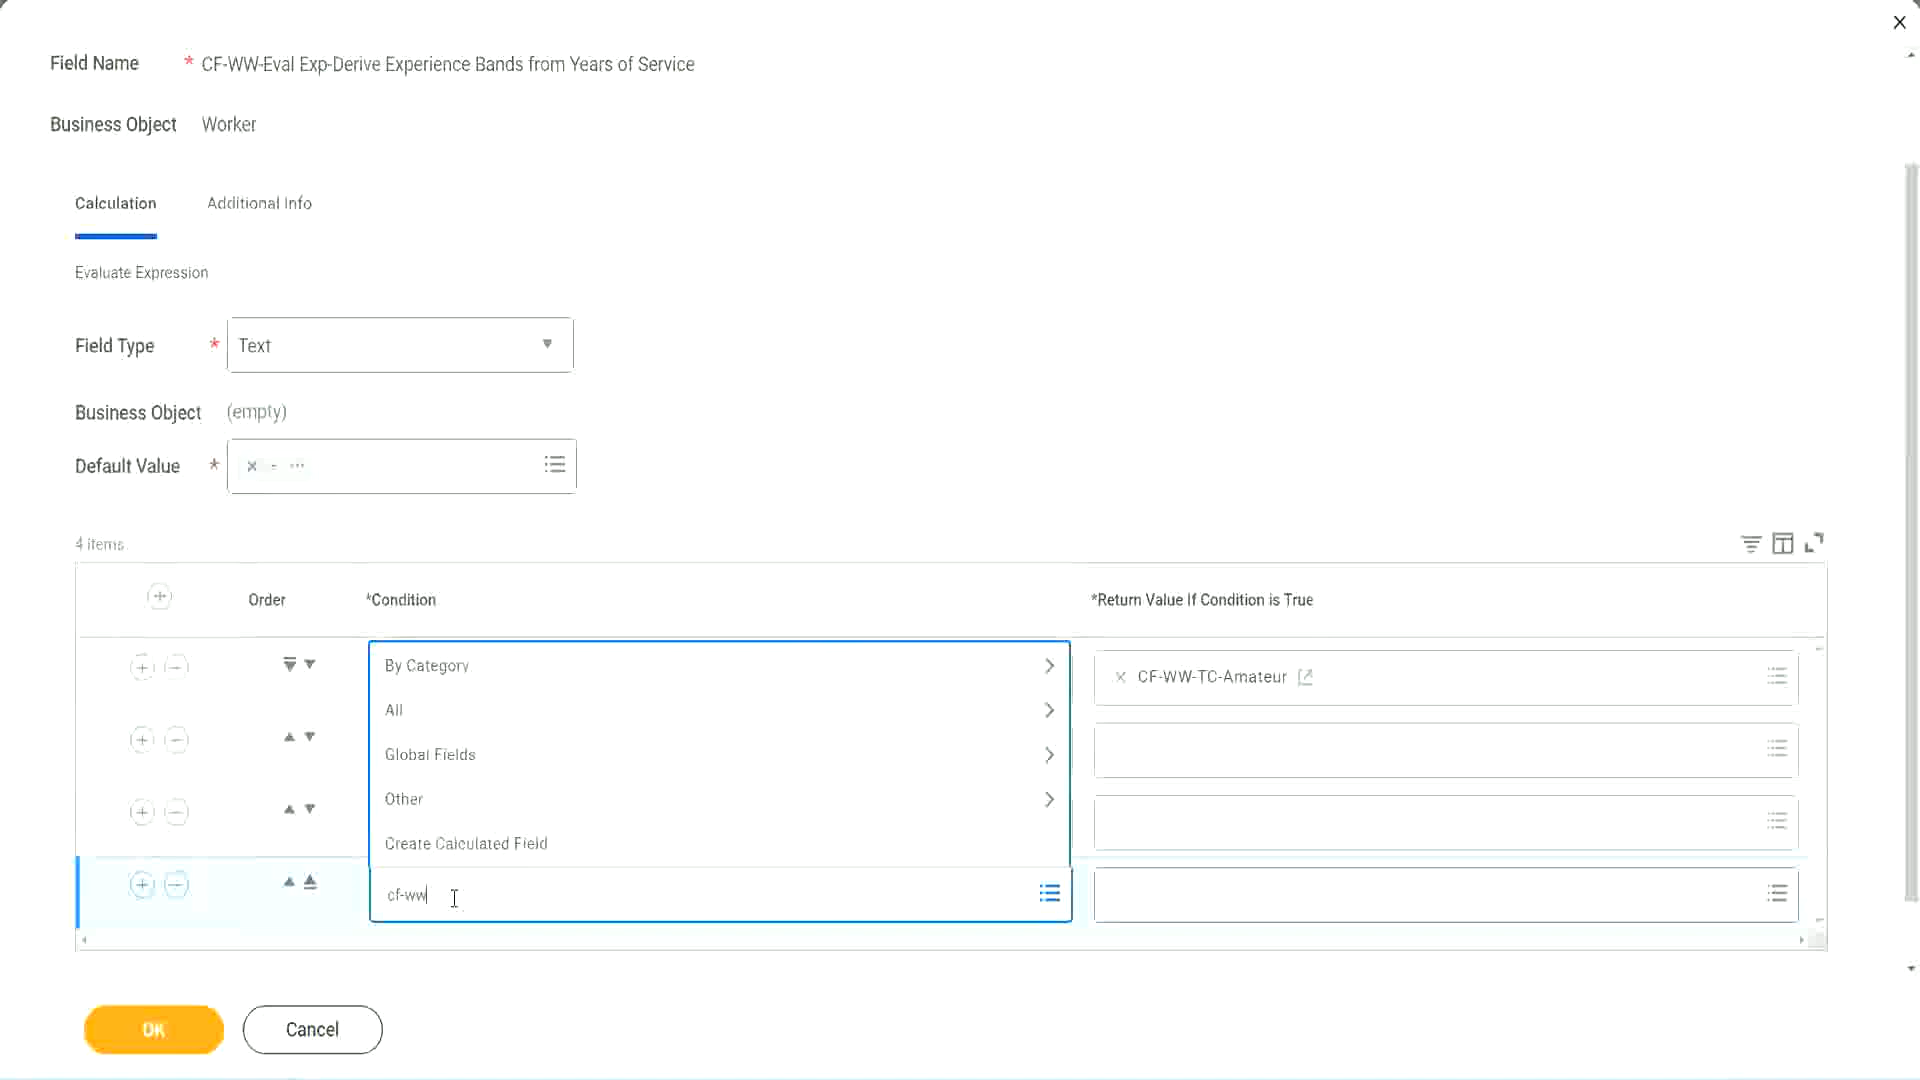 Field Name * CF-WW-Eval Exp-Derive Experience Bands from Years of Service
Business Object Worker
Calculation Additional Info
Evaluate Expression
Field Type * Text
Business Object (empty)
Default Value * × - ...
4 items
Order *Condition *Return Value If Condition is True
By Category
All
Global Fields
Other
Create Calculated Field
× CF-WW-TC-Amateur
cf-ww
OK Cancel